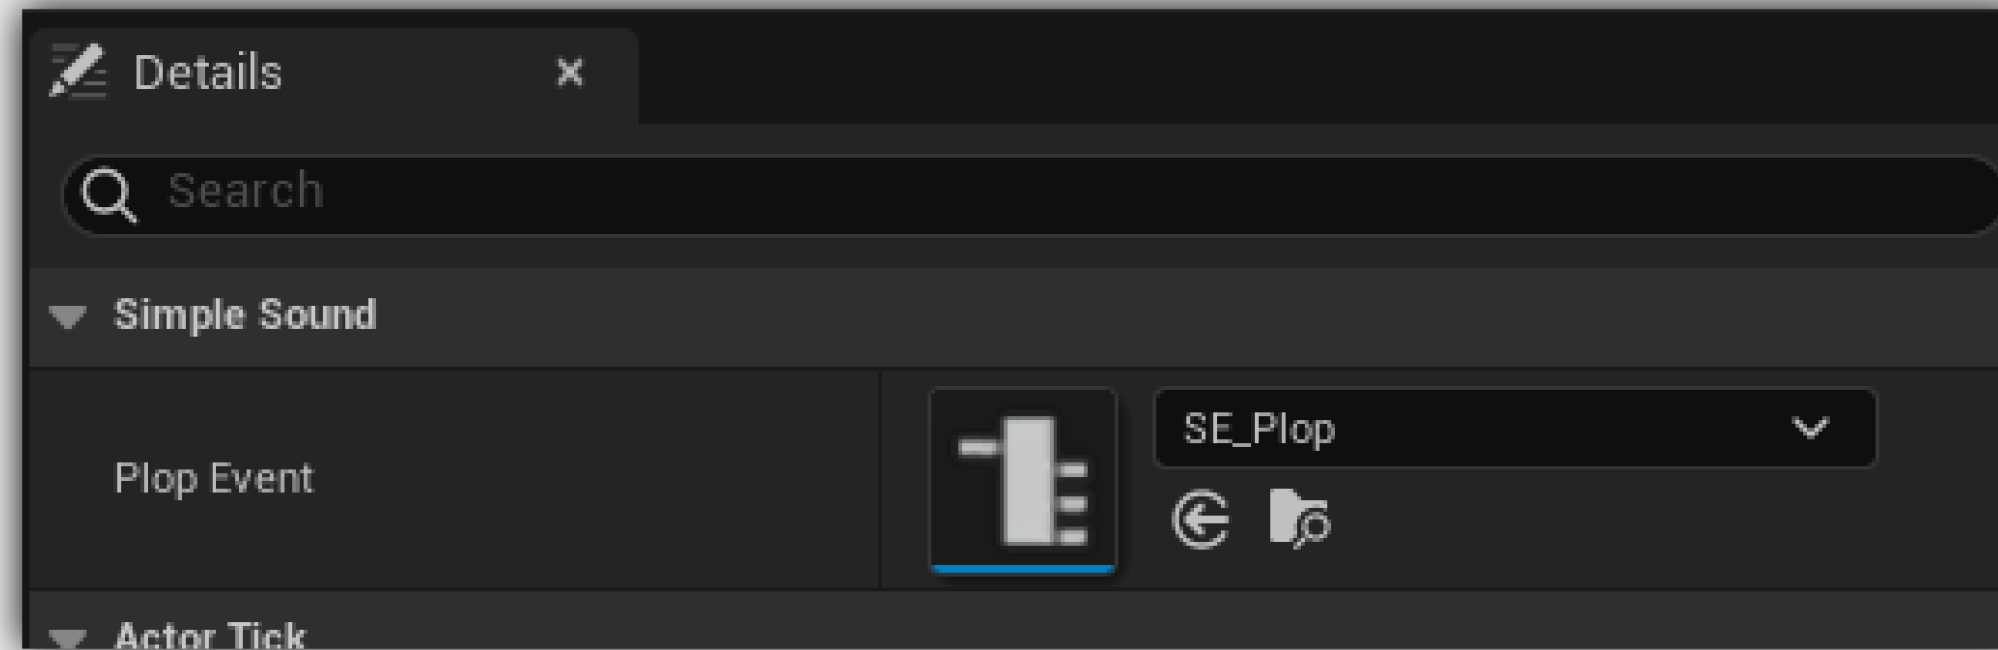 Details
Search
Simple Sound
Plop Event
SE_Plop
Actor Tick